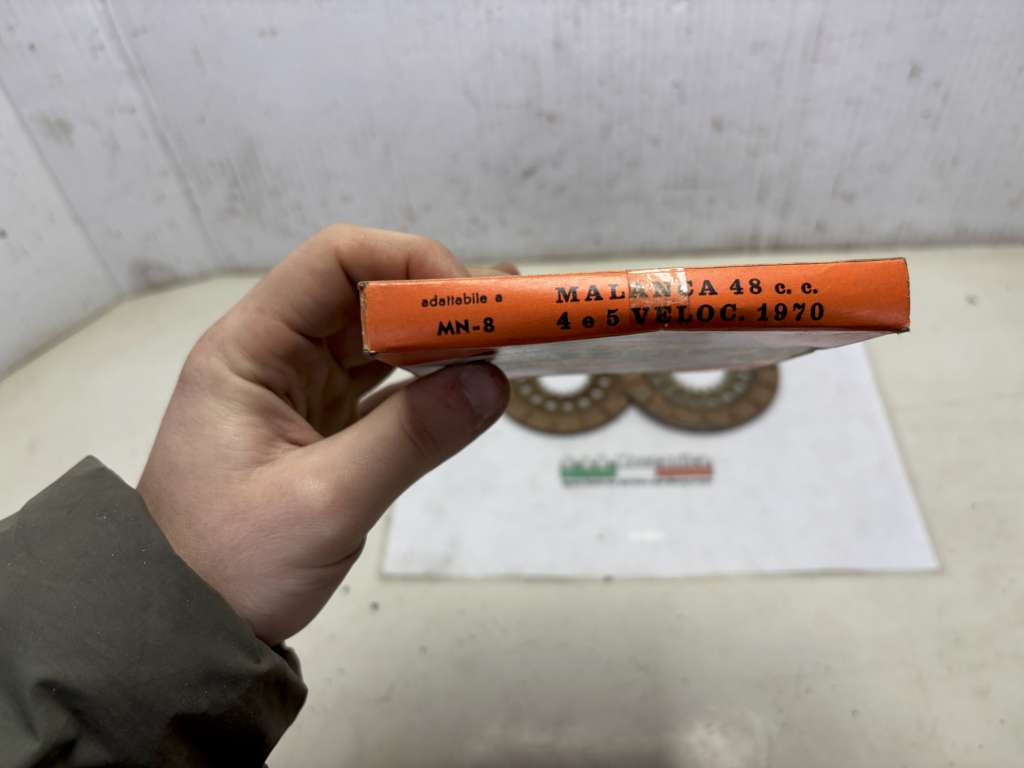 adattabile a
MN-8
MALANCA 48 c. c.
4 e 5 VELOC. 1970